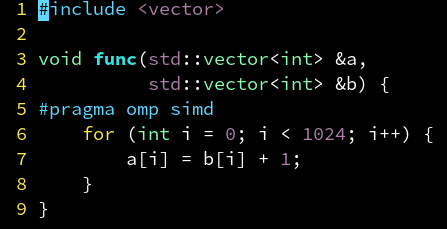 1 #include <vector>
2
3 void func(std::vector<int> &a,
4           std::vector<int> &b) {
5 #pragma omp simd
6     for (int i = 0; i < 1024; i++) {
7         a[i] = b[i] + 1;
8     }
9 }